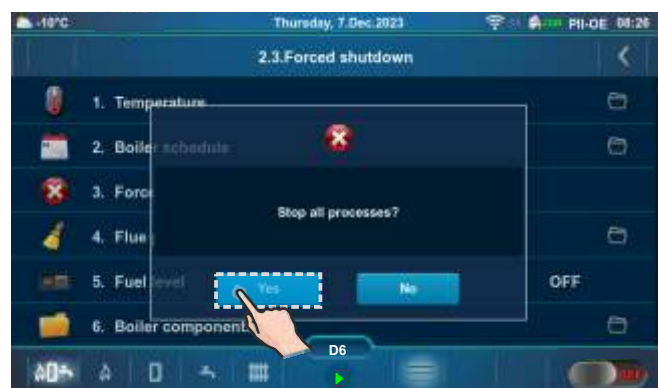 -10°C Thursday, 7.Dec.2023 PII-OE 08:26
2.3.Forced shutdown
1. Temperature
2. Boiler schedule
3. Force
4. Flue
5. Fuel level OFF
6. Boiler component
Stop all processes?
Yes No
D6
OFF